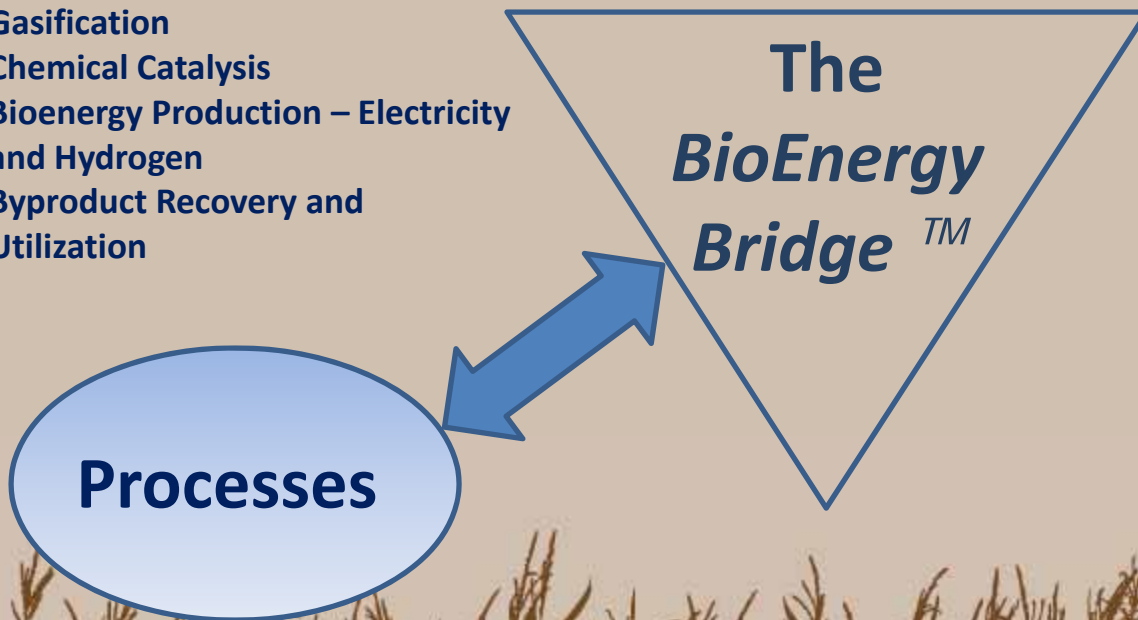 Gasification
Chemical Catalysis
Bioenergy Production – Electricity
and Hydrogen
Byproduct Recovery and
Utilization
The
BioEnergy
Bridge ™
Processes